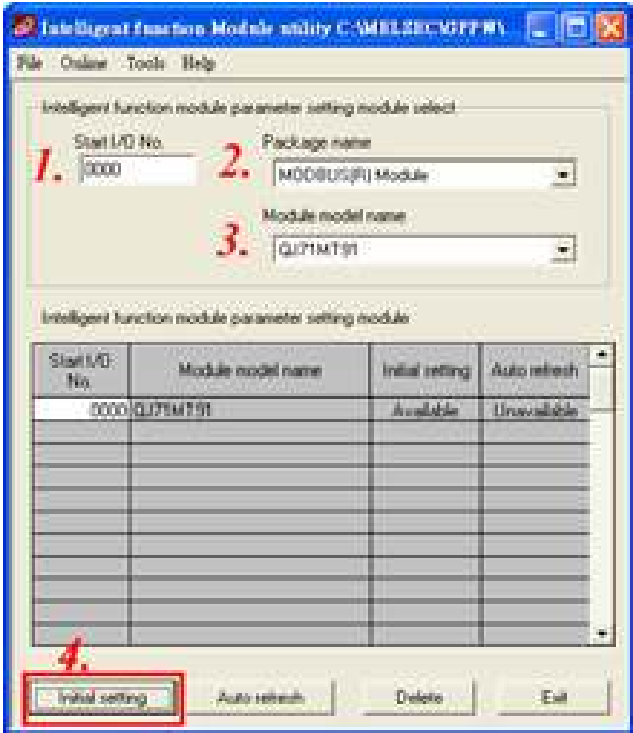 Intelligent function Module utility C:\MELSEC\GPPW\
File Online Tools Help
Intelligent function module parameter setting module select
Start I/O No.
Package name
1. 0000
2. MODBUS(R) Module
Module model name
3. QJ71MT91
Intelligent function module parameter setting module
Start I/O No. Module model name Initial setting Auto refresh
0000 QJ71MT91 Available Unavailable
4.
Initial setting Auto refresh Delete Exit